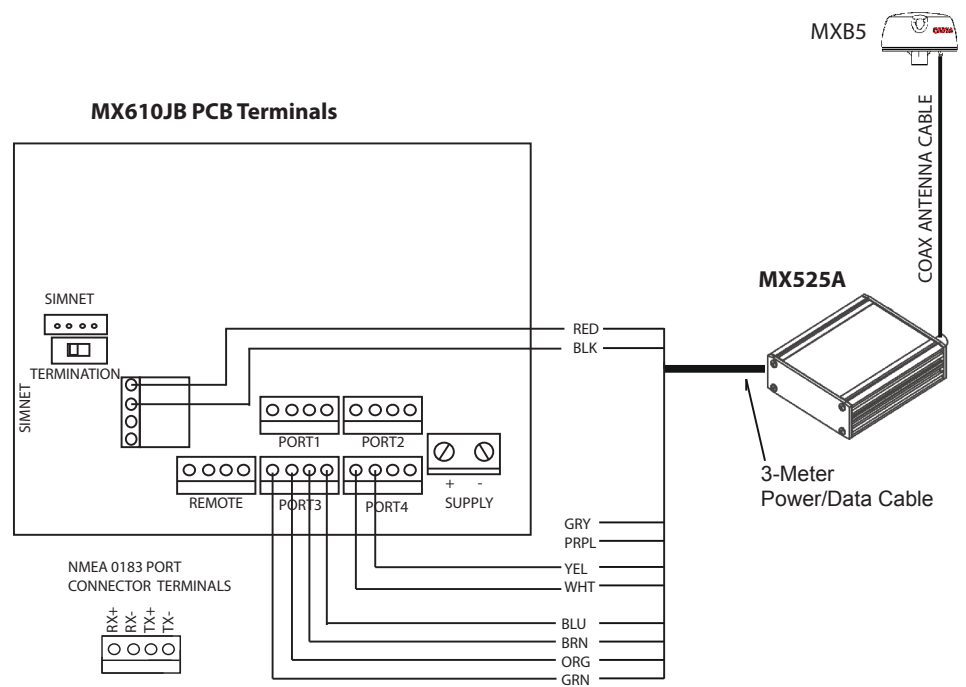 MXB5
MX610JB PCB Terminals
COAX ANTENNA CABLE
MX525A
SIMNET
TERMINATION
SIMNET
RED
BLK
PORT1
PORT2
REMOTE
PORT3
PORT4
+ -
SUPPLY
3-Meter
Power/Data Cable
GRY
PRPL
YEL
WHT
BLU
BRN
ORG
GRN
NMEA 0183 PORT
CONNECTOR TERMINALS
RX+
RX-
TX+
TX-